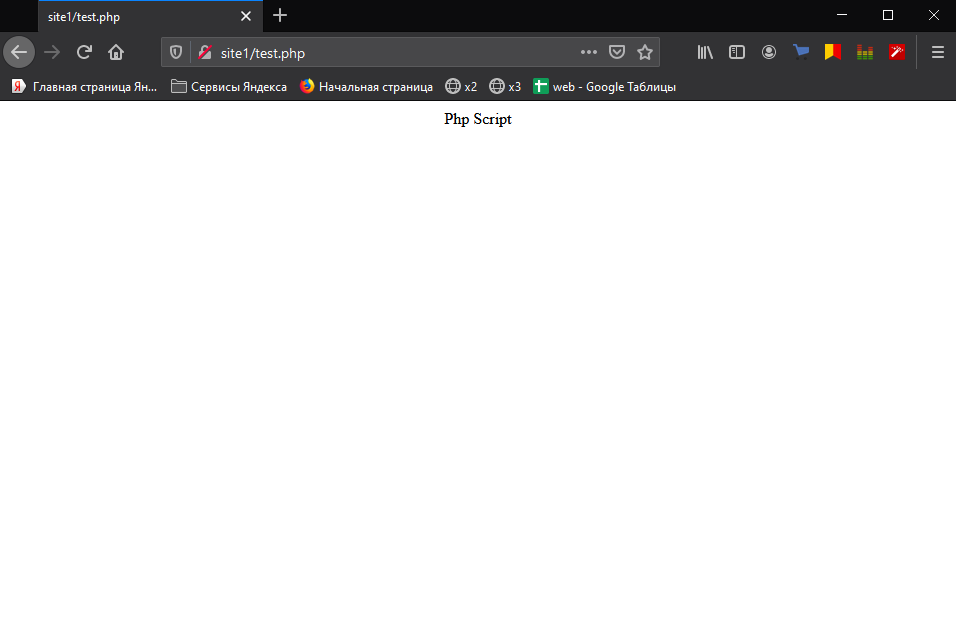 site1/test.php
site1/test.php
Главная страница Ян... Сервисы Яндекса Начальная страница x2 x3 web - Google Таблицы
Php Script